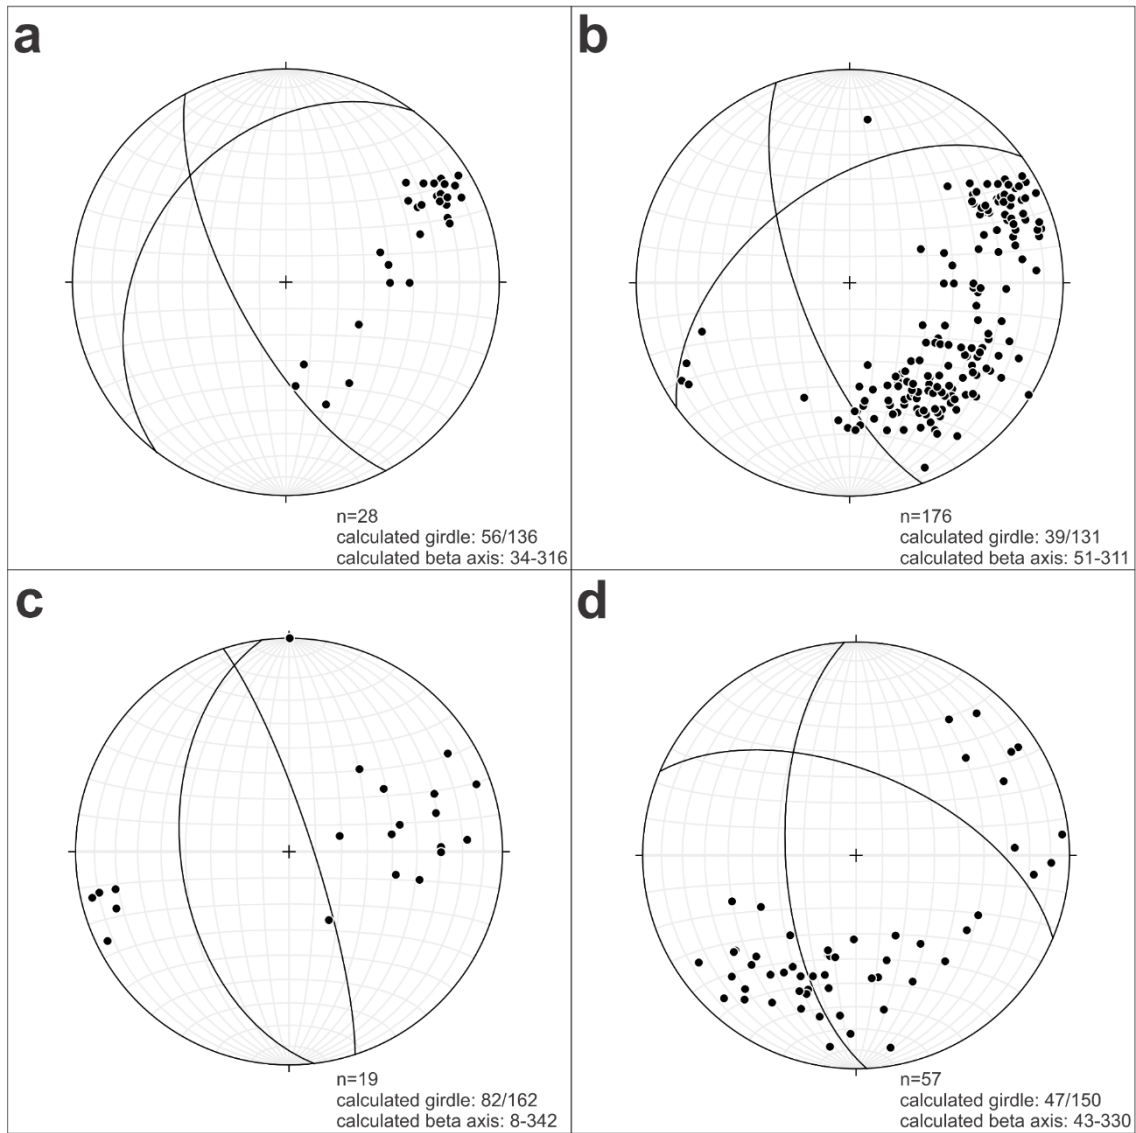 a
n=28
calculated girdle: 56/136
calculated beta axis: 34-316
b
n=176
calculated girdle: 39/131
calculated beta axis: 51-311
c
n=19
calculated girdle: 82/162
calculated beta axis: 8-342
d
n=57
calculated girdle: 47/150
calculated beta axis: 43-330